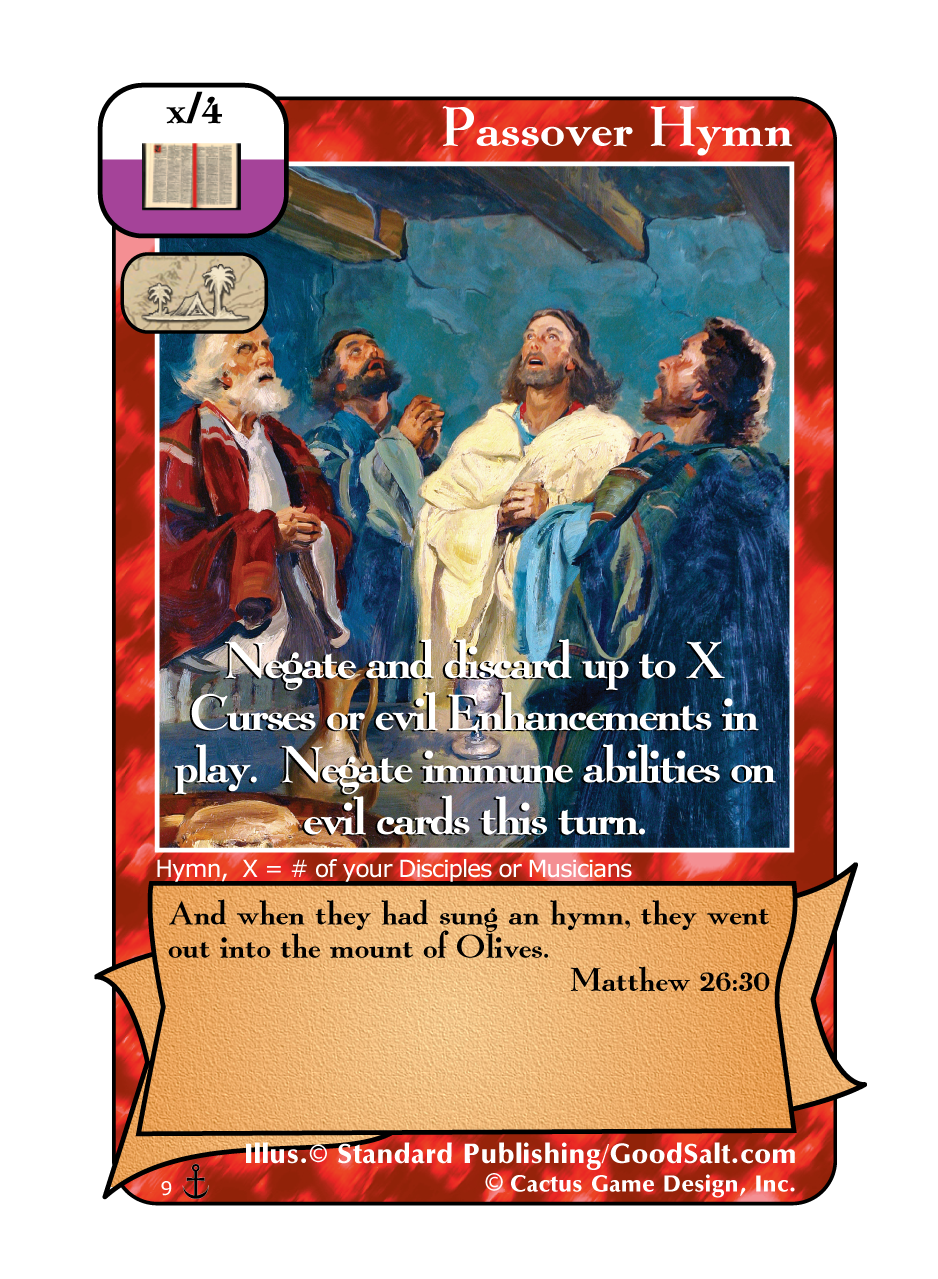 x/4
Passover Hymn
Negate and discard up to X
Curses or evil Enhancements in
play. Negate immune abilities on
evil cards this turn.
Hymn, X = # of your Disciples or Musicians
And when they had sung an hymn, they went
out into the mount of Olives.
Matthew 26:30
Illus.© Standard Publishing/GoodSalt.com
9
© Cactus Game Design, Inc.